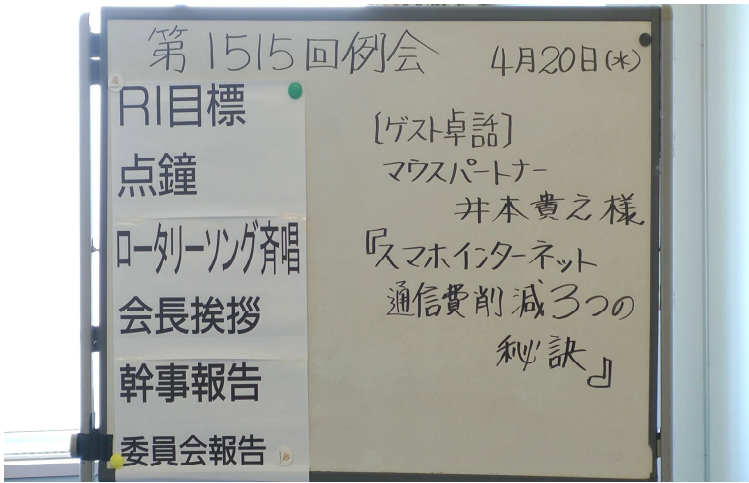 第1515回例会
4月20日(水)
RI目標
点鐘
ロータリーソング斉唱
会長挨拶
幹事報告
委員会報告
[ゲスト卓話]
マウスパートナー
井本貴之様
『スマホインターネット
通信費削減3つの
秘訣』